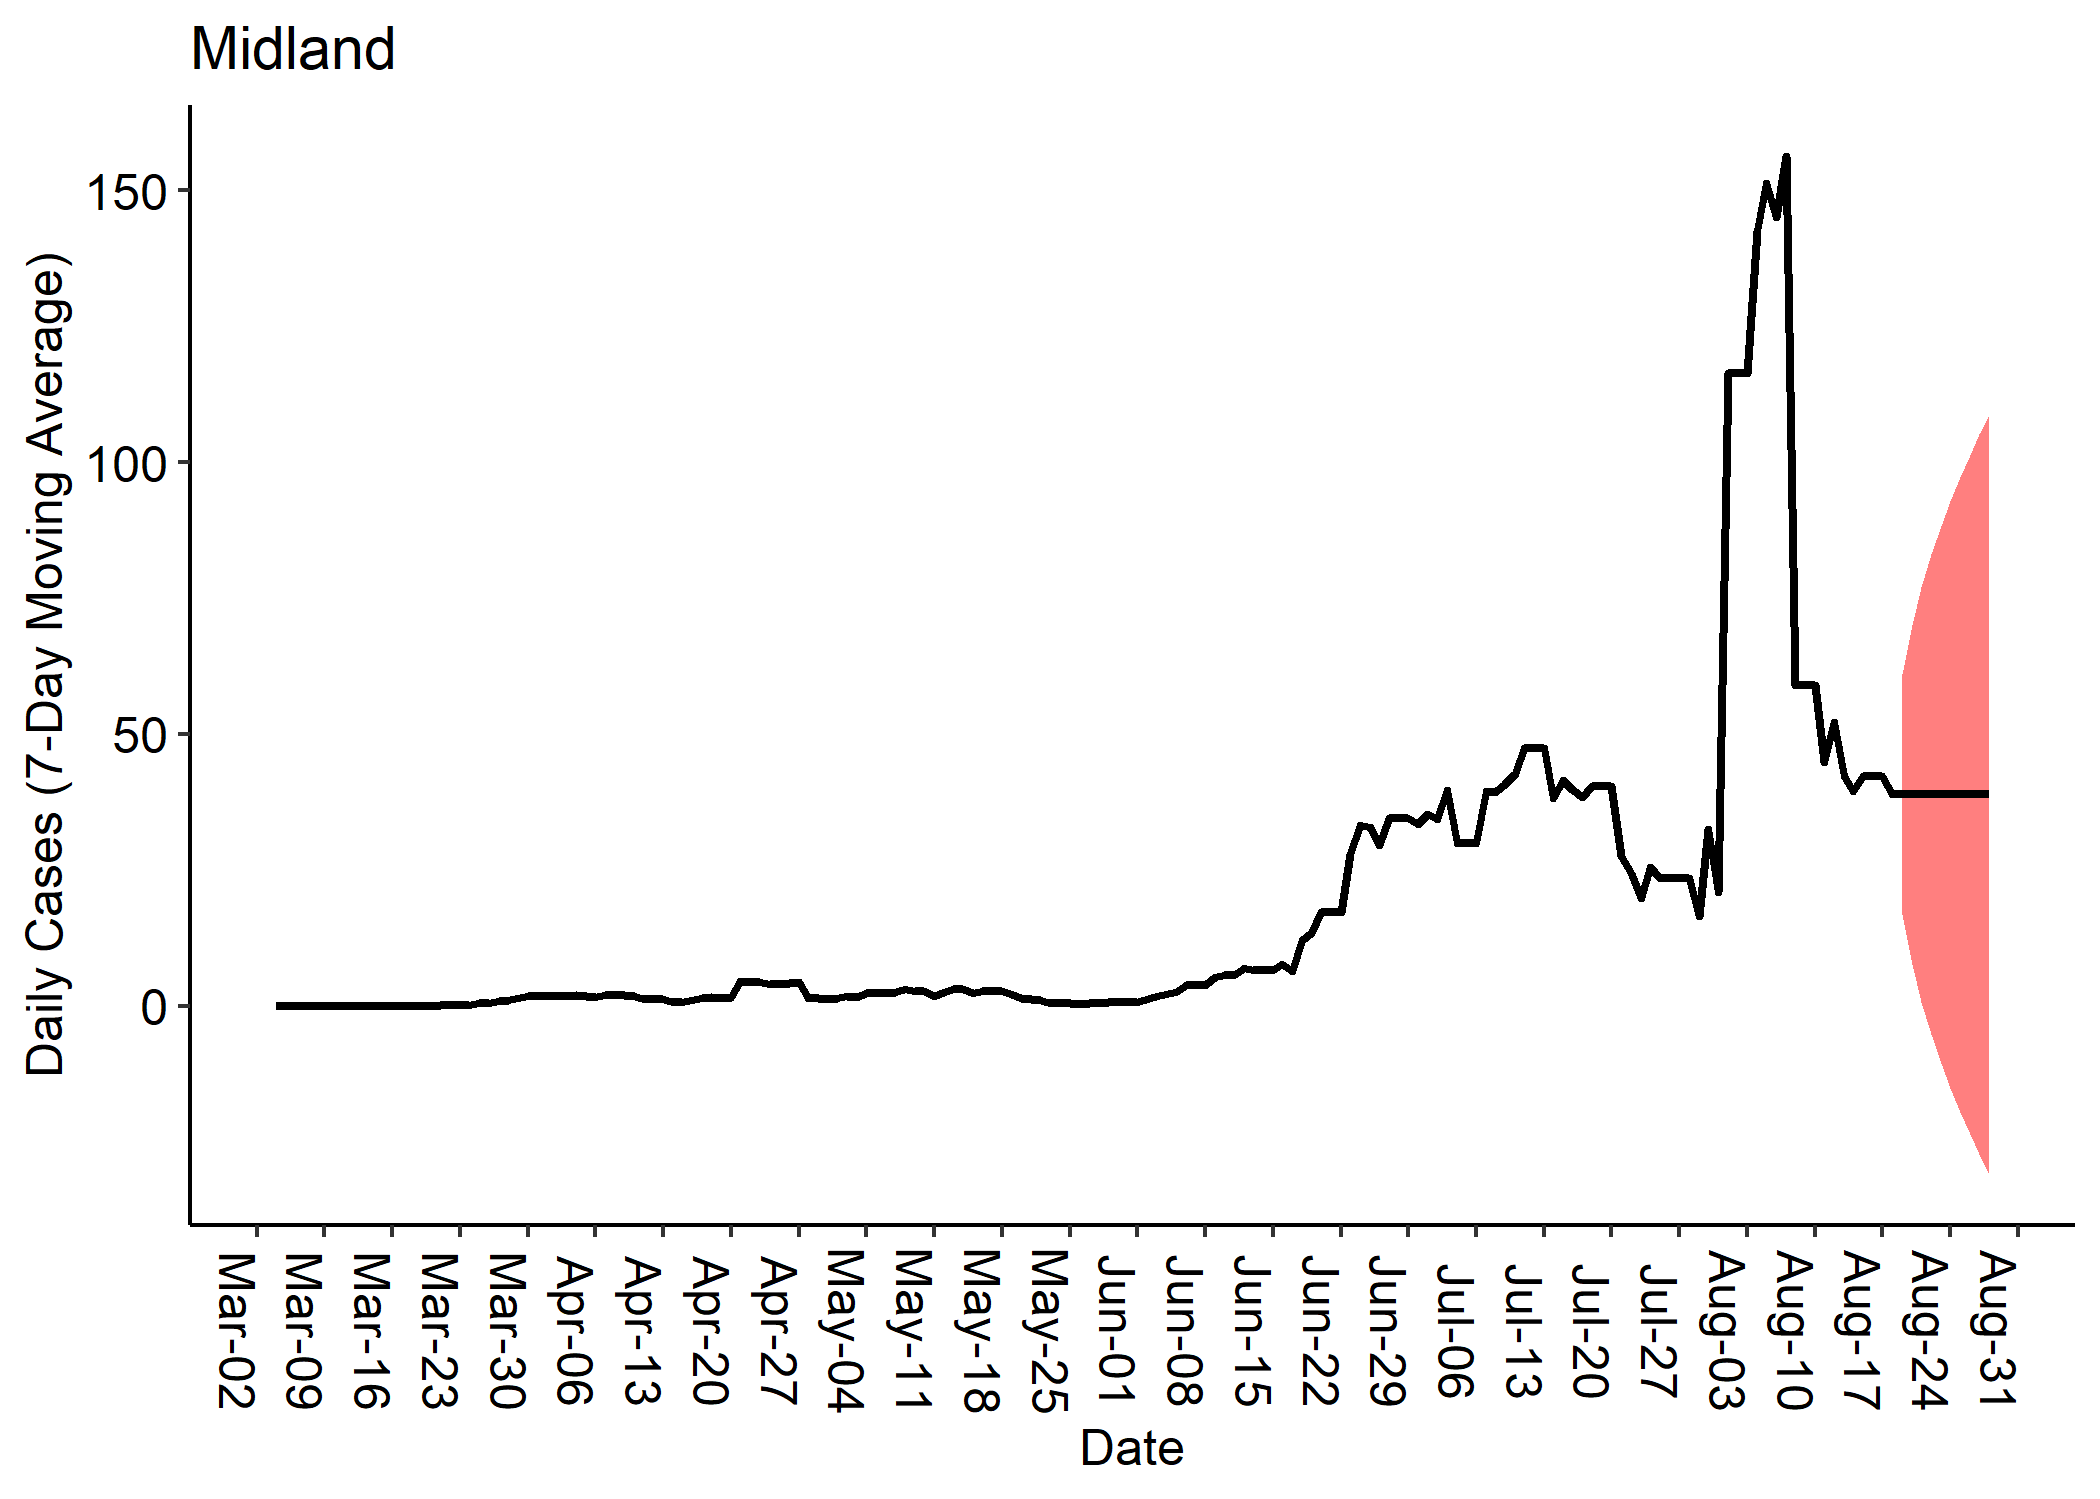 Midland
Daily Cases (7-Day Moving Average)
150
100
50
0
Mar-02
Mar-09
Mar-16
Mar-23
Mar-30
Apr-06
Apr-13
Apr-20
Apr-27
May-04
May-11
May-18
May-25
Jun-01
Jun-08
Jun-15
Jun-22
Jun-29
Jul-06
Jul-13
Jul-20
Jul-27
Aug-03
Aug-10
Aug-17
Aug-24
Aug-31
Date